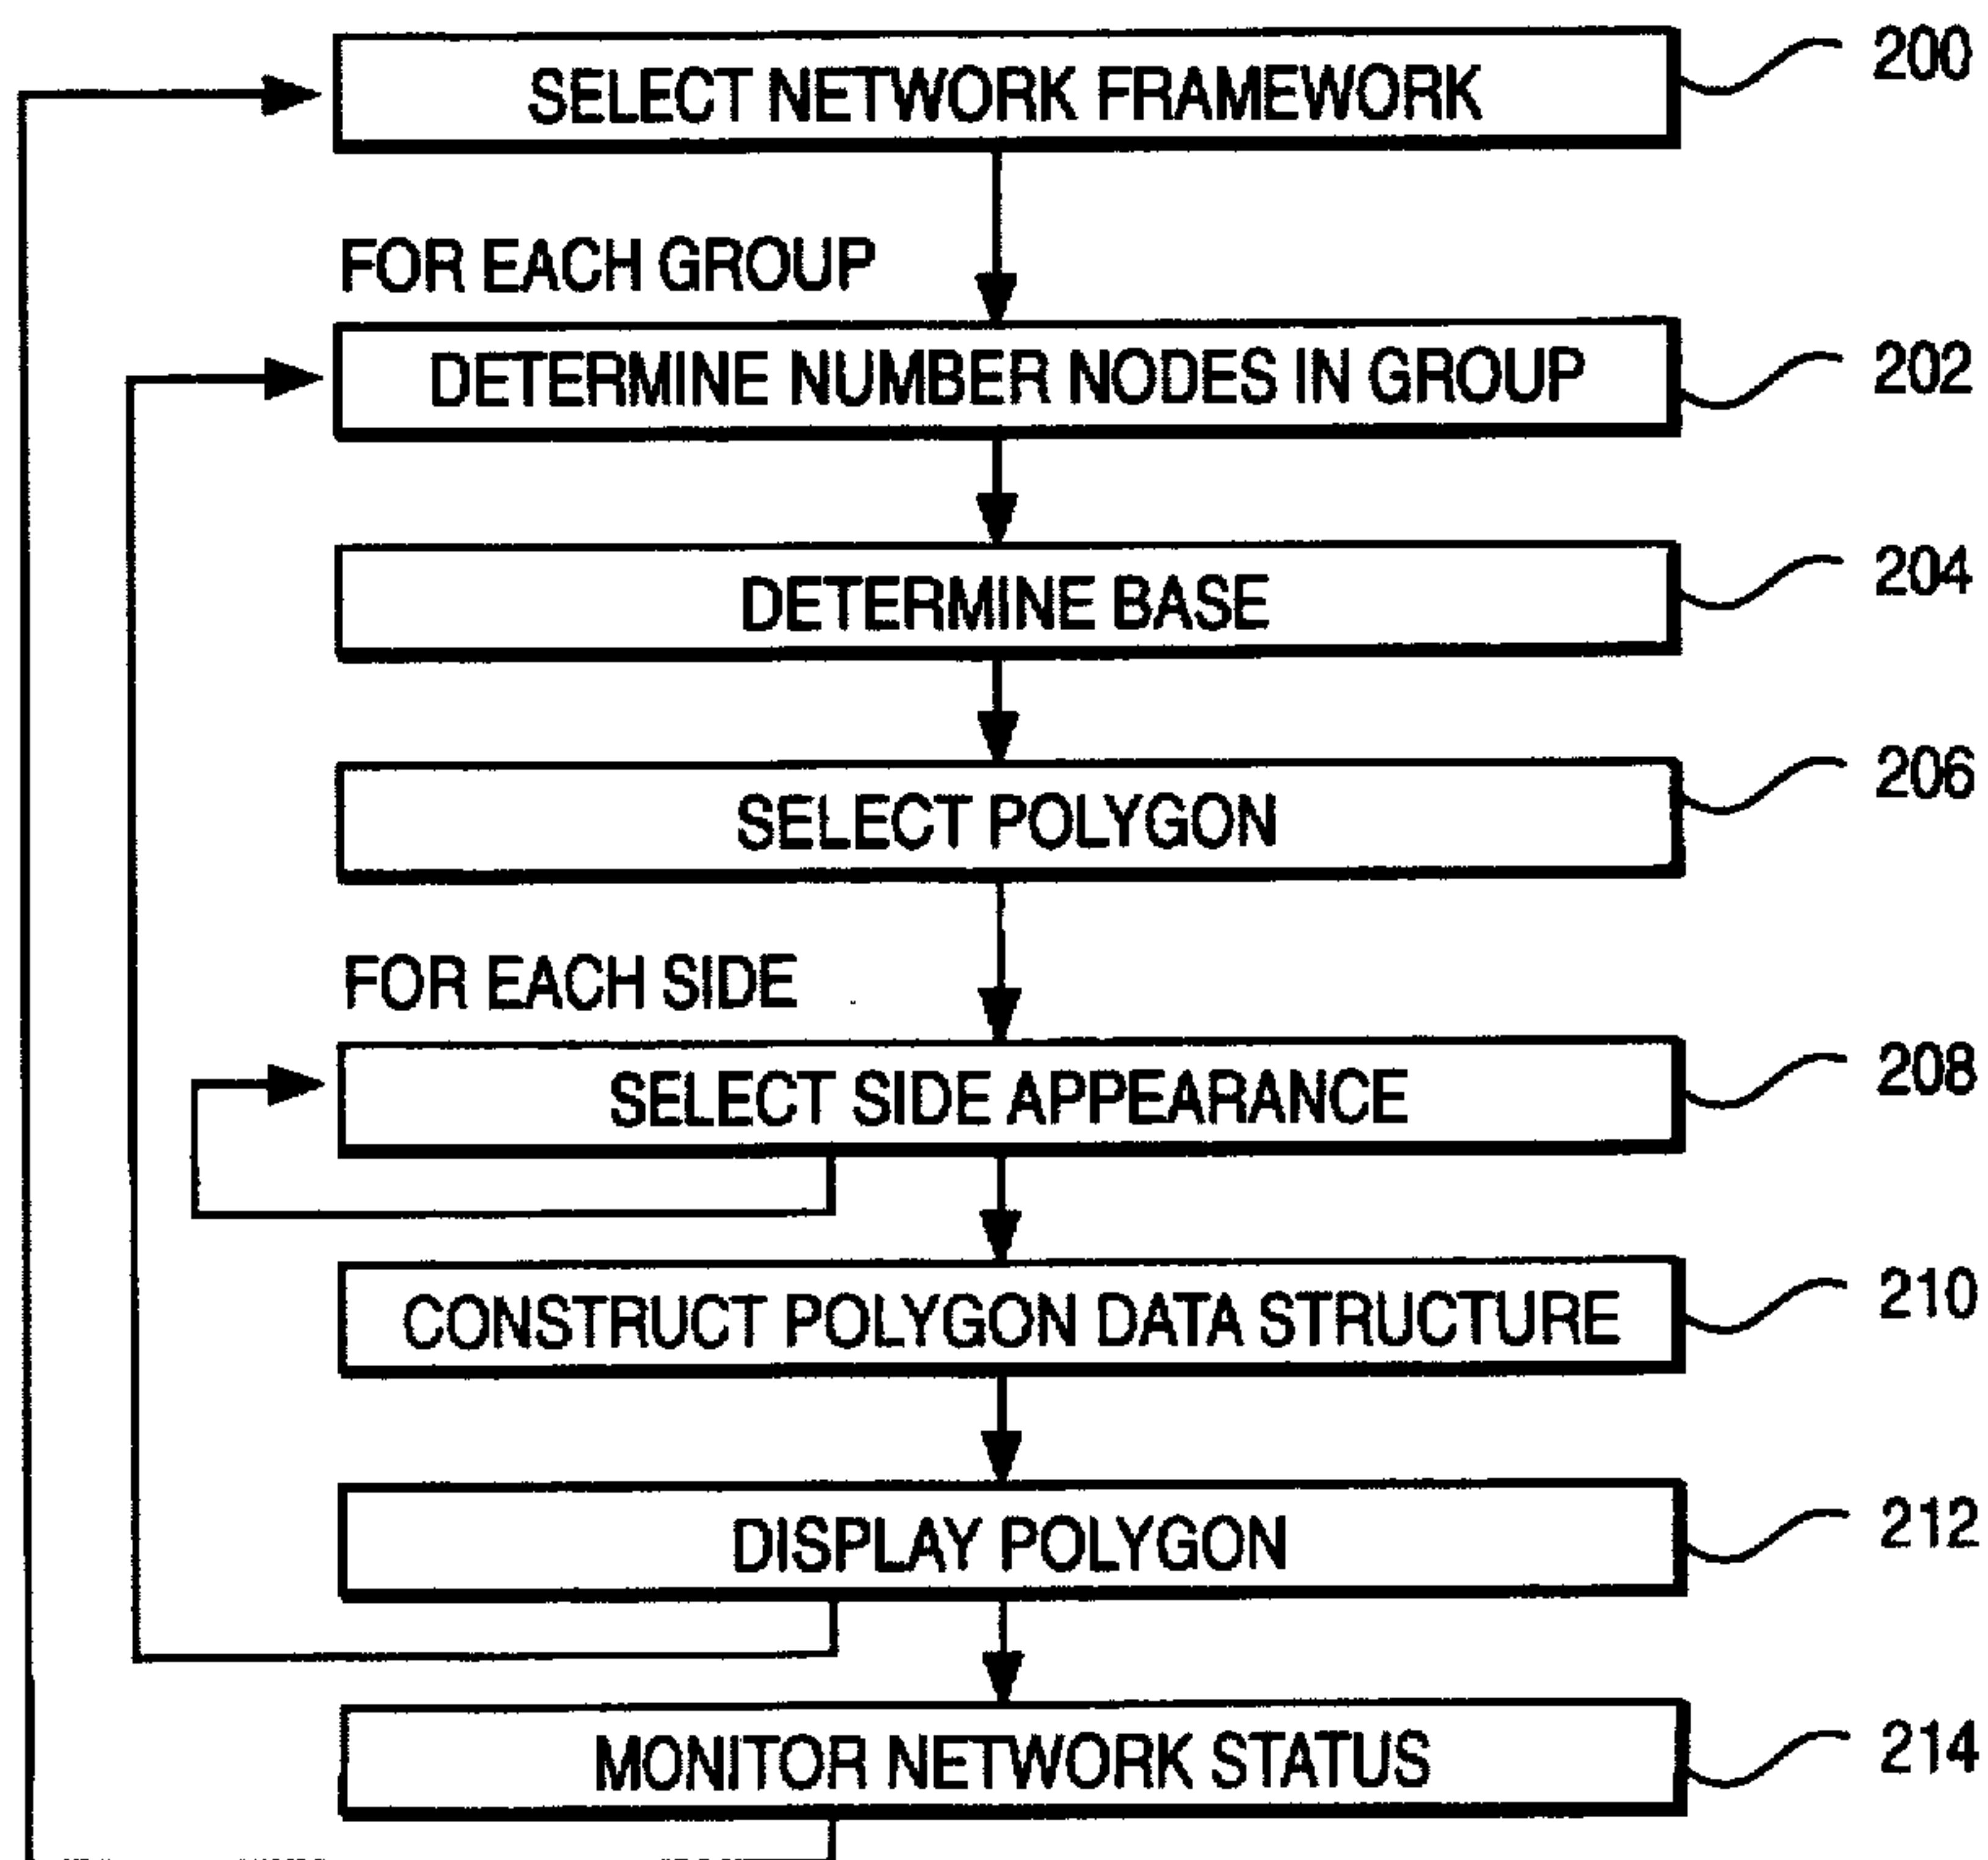 SELECT NETWORK FRAMEWORK 200
FOR EACH GROUP
DETERMINE NUMBER NODES IN GROUP 202
DETERMINE BASE 204
SELECT POLYGON 206
FOR EACH SIDE
SELECT SIDE APPEARANCE 208
CONSTRUCT POLYGON DATA STRUCTURE 210
DISPLAY POLYGON 212
MONITOR NETWORK STATUS 214